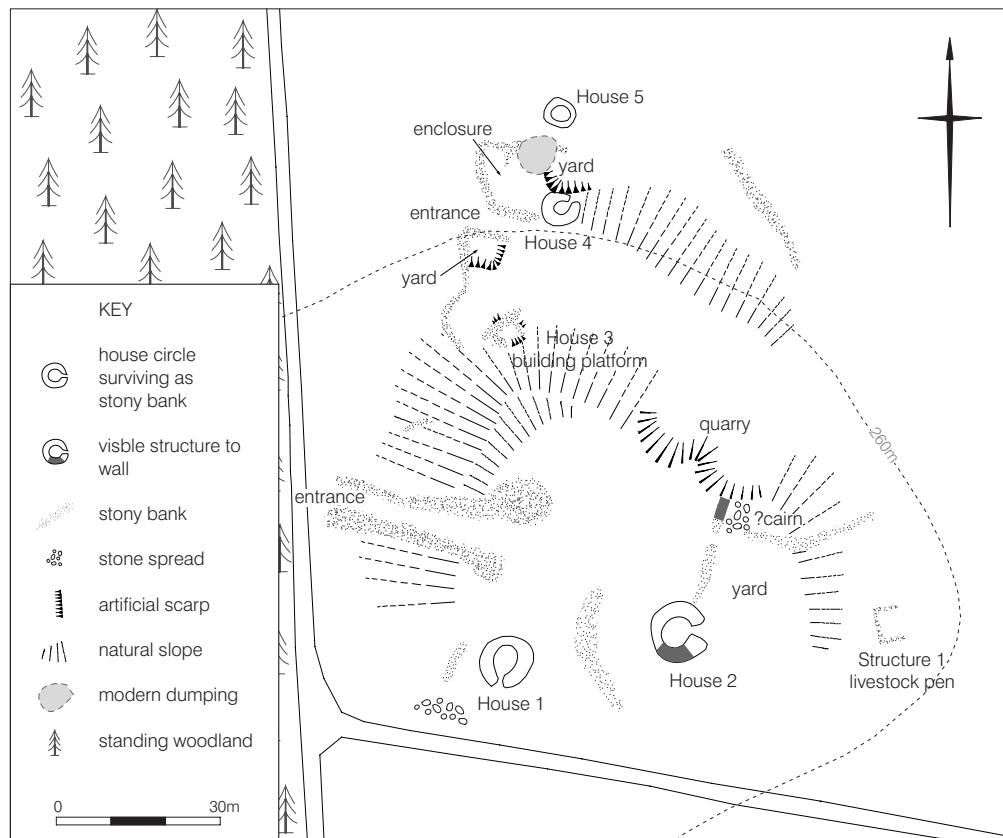 House 5
enclosure
yard
entrance
House 4
yard
House 3
building platform
quarry
260m
entrance
?cairn
yard
House 1
House 2
Structure 1
livestock pen
KEY
house circle
surviving as
stony bank
visble structure to
wall
stony bank
stone spread
artificial scarp
natural slope
modern dumping
standing woodland
0 30m